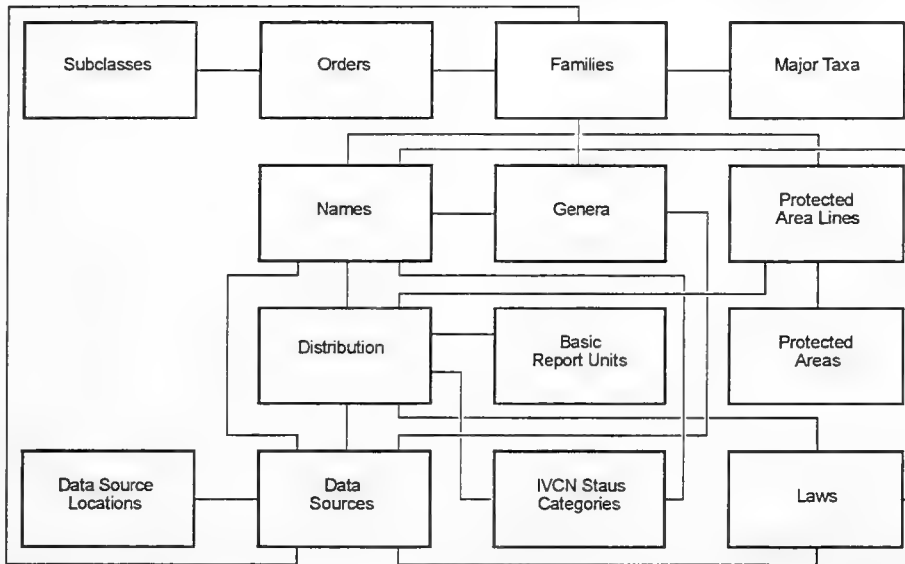 Subclasses
Orders
Families
Major Taxa
Names
Genera
Protected
Area Lines
Distribution
Basic
Report Units
Protected
Areas
Data Source
Locations
Data
Sources
IVCN Staus
Categories
Laws